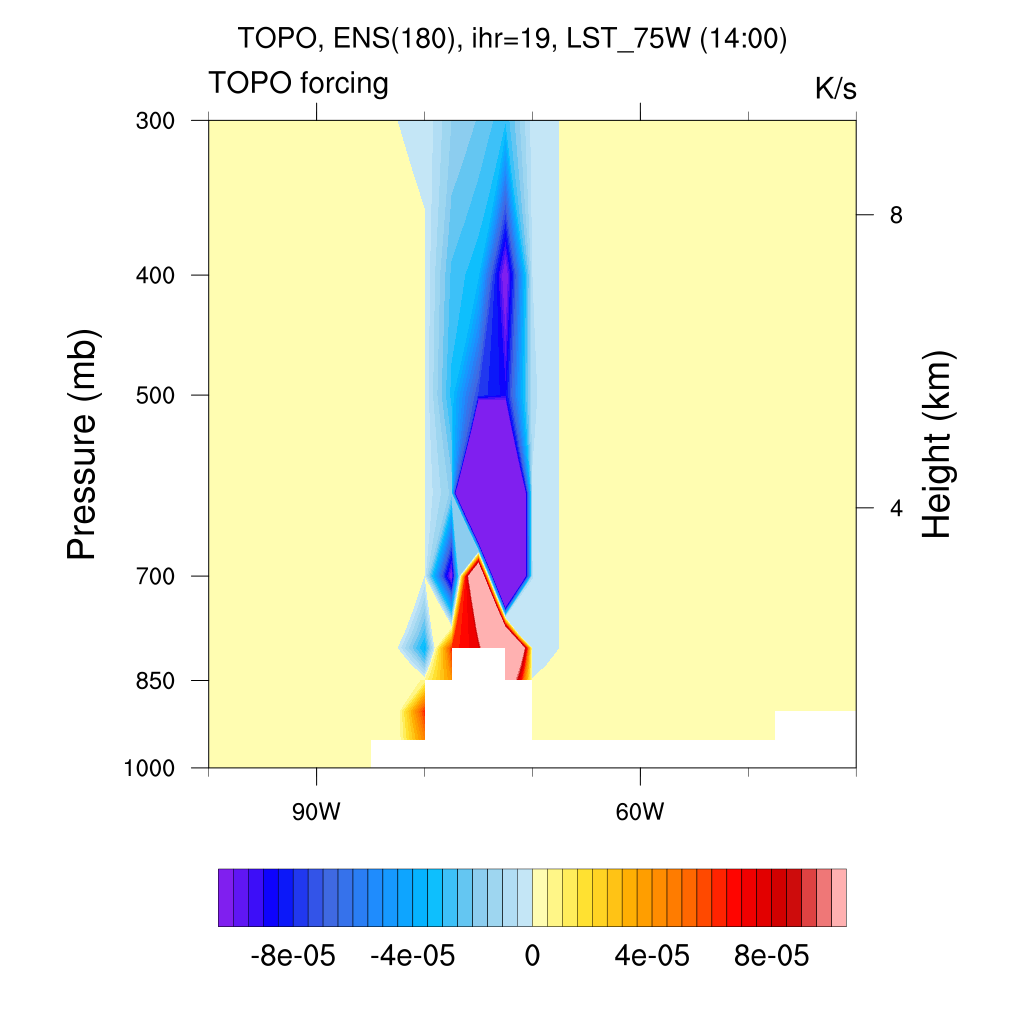 TOPO, ENS(180), ihr=19, LST_75W (14:00)
TOPO forcing
K/s
300
400
500
700
850
1000
Pressure (mb)
8
4
Height (km)
90W
60W
-8e-05
-4e-05
0
4e-05
8e-05